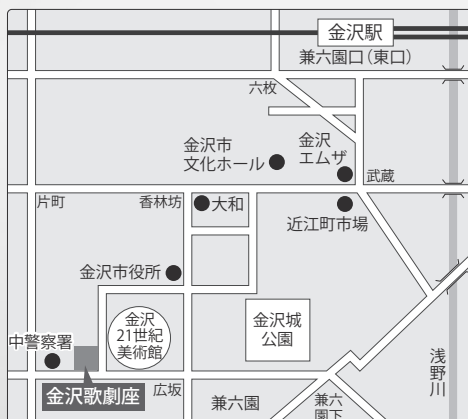 金沢駅
兼六園口(東口)
六枚
金沢市
文化ホール
金沢
エムザ
武蔵
片町
香林坊
大和
近江町市場
金沢市役所
金沢
21世紀
美術館
金沢城
公園
中警察署
浅野川
金沢歌劇座
広坂
兼六園
兼六
園下